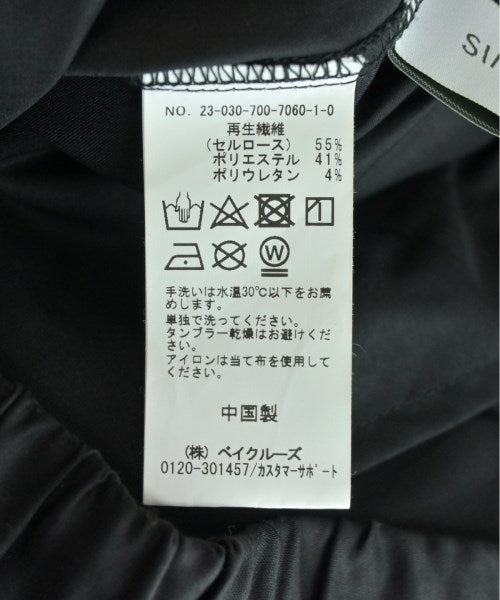 SI
NO. 23-030-700-7060-1-0
再生繊維
(セルロース) 55%
ポリエステル 41%
ポリウレタン 4%
W
手洗いは水温30℃以下をお薦
めします。
単独で洗ってください。
タンブラー乾燥はお避けくだ
さい。
アイロンは当て布を使用して
ください。
中国製
(株) ベイクルーズ
0120-301457/カスタマーサポート